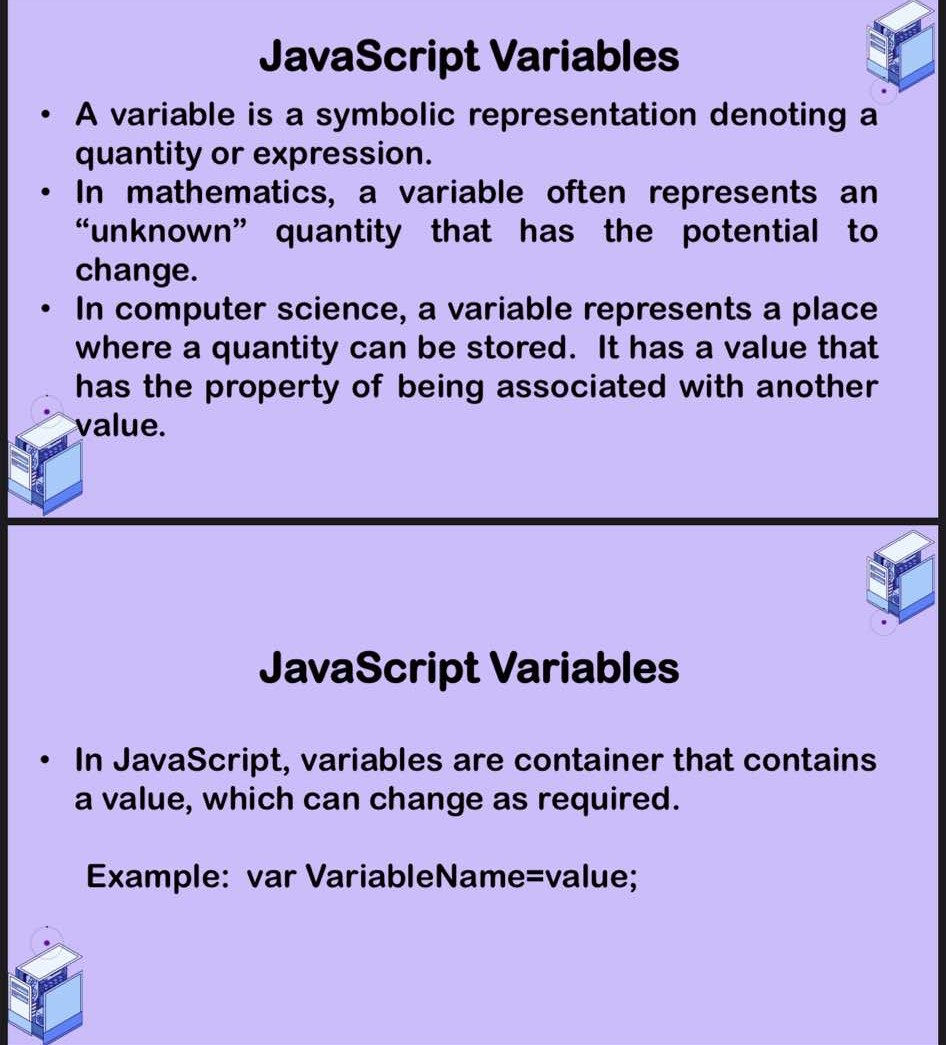 JavaScript Variables
• A variable is a symbolic representation denoting a
quantity or expression.
• In mathematics, a variable often represents an
“unknown” quantity that has the potential to
change.
• In computer science, a variable represents a place
where a quantity can be stored. It has a value that
has the property of being associated with another
value.
JavaScript Variables
• In JavaScript, variables are container that contains
a value, which can change as required.
Example: var VariableName=value;